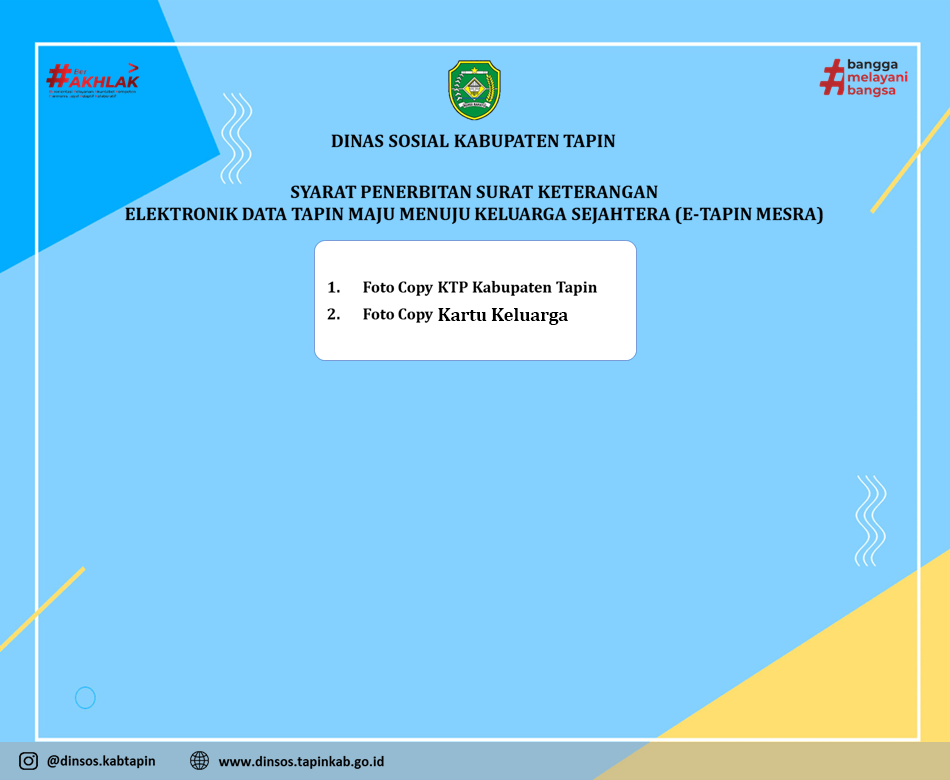 #AKHLAK
bangga
#melayani
bangsa
DINAS SOSIAL KABUPATEN TAPIN
SYARAT PENERBITAN SURAT KETERANGAN
ELEKTRONIK DATA TAPIN MAJU MENUJU KELUARGA SEJAHTERA (E-TAPIN MESRA)
1. Foto Copy KTP Kabupaten Tapin
2. Foto Copy Kartu Keluarga
@dinsos.kabtapin
www.dinsos.tapinkab.go.id